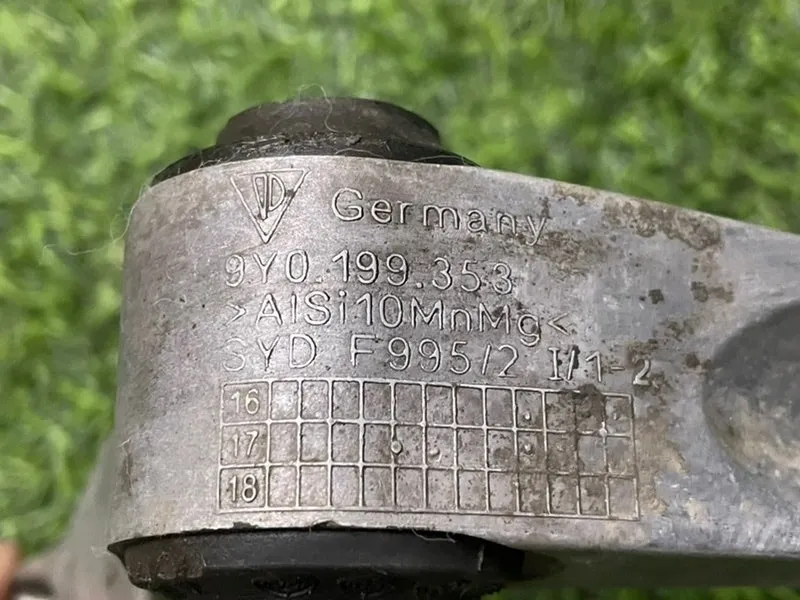 Germany
9Y0.199.353
>AlSi10MnMg<
SYD F995/2 I/1-2
16
17
18